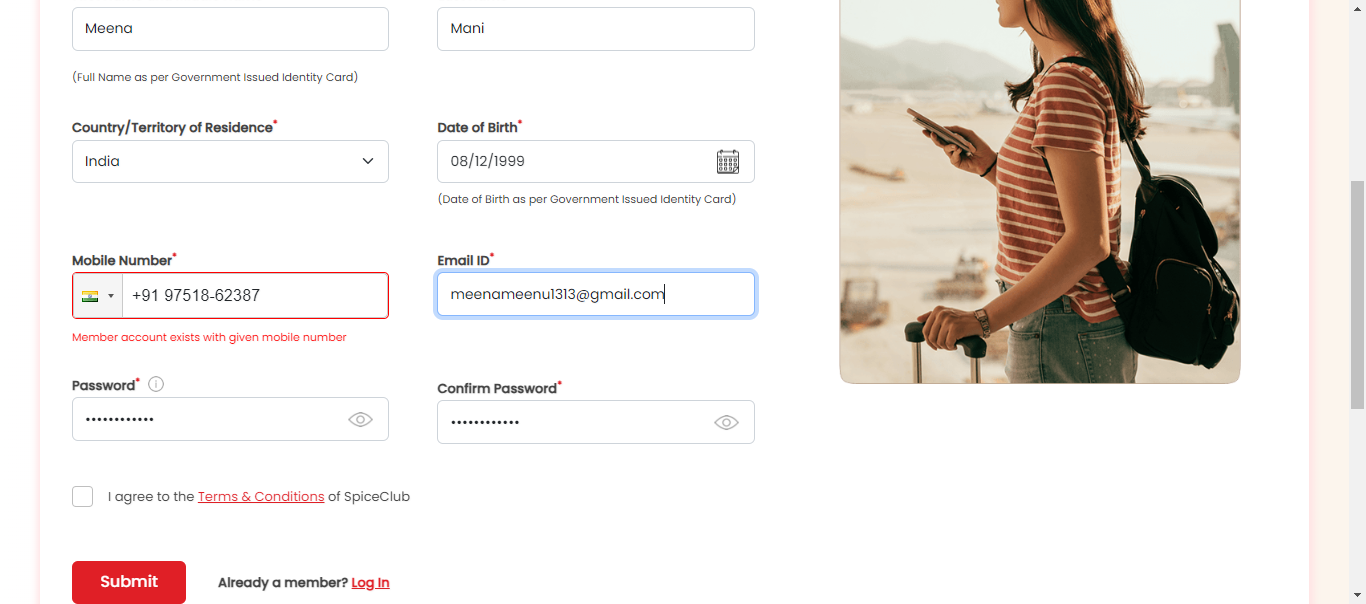 Meena
Mani
(Full Name as per Government Issued Identity Card)
Country/Territory of Residence*
Date of Birth*
India
08/12/1999
(Date of Birth as per Government Issued Identity Card)
Mobile Number*
Email ID*
+91 97518-62387
meenameenu1313@gmail.com
Member account exists with given mobile number
Password*
Confirm Password*
••••••••••••
••••••••••••
I agree to the Terms & Conditions of SpiceClub
Submit
Already a member? Log In